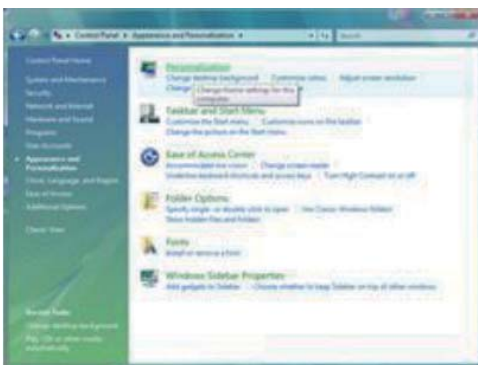 Control Panel ▸ Appearance and Personalization ▸
Search
Control Panel Home
System and Maintenance
Security
Network and Internet
Hardware and Sound
Programs
User Accounts
Appearance and
Personalization
Clock, Language, and Region
Ease of Access
Additional Options
Classic View
Recent Tasks
Change desktop background
Play CDs or other media
automatically
Personalization
Change desktop background
Customize colors
Adjust screen resolution
Change
Taskbar and Start Menu
Customize the Start menu
Customize icons on the taskbar
Change the picture on the Start menu
Ease of Access Center
Accommodate low vision
Change screen reader
Underline keyboard shortcuts and access keys
Turn High Contrast on or off
Folder Options
Specify single- or double-click to open
Use Classic Windows folders
Show hidden files and folders
Fonts
Install or remove a font
Windows Sidebar Properties
Add gadgets to Sidebar
Choose whether to keep Sidebar on top of other windows